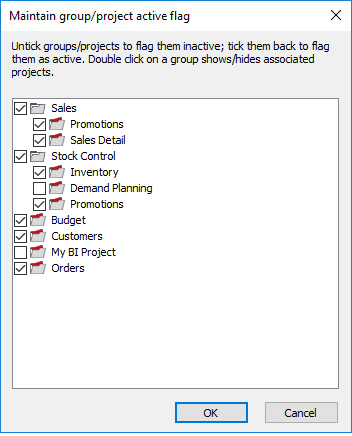 Maintain group/project active flag
Untick groups/projects to flag them inactive; tick them back to flag
them as active. Double click on a group shows/hides associated
projects.
Sales
Promotions
Sales Detail
Stock Control
Inventory
Demand Planning
Promotions
Budget
Customers
My BI Project
Orders
OK
Cancel